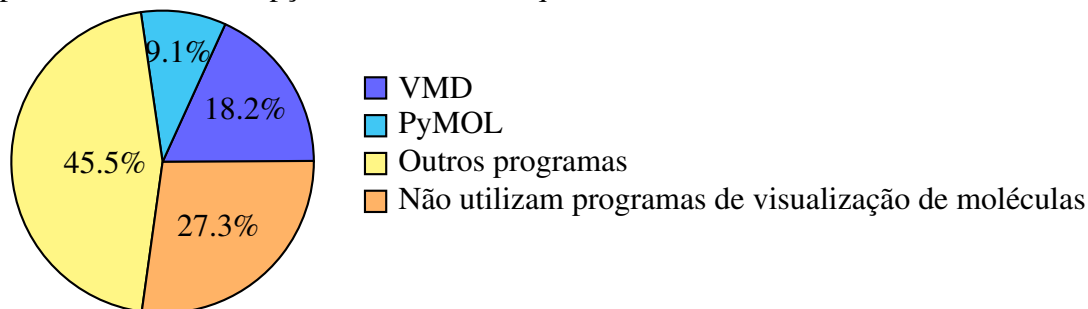 9.1%
VMD
18.2%
PyMOL
45.5%
Outros programas
Não utilizam programas de visualização de moléculas
27.3%